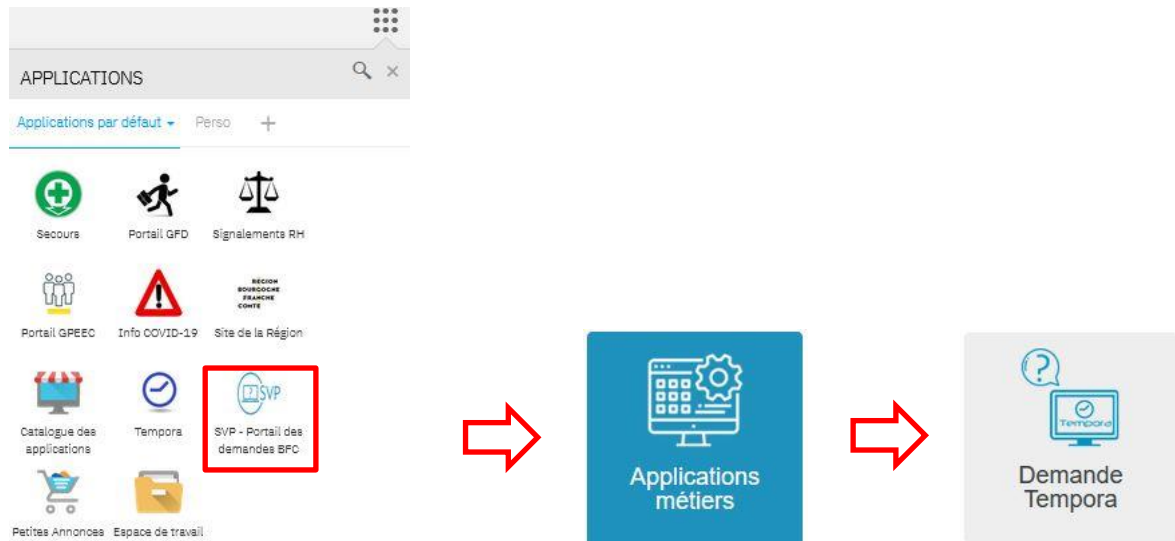 APPLICATIONS
Applications par défaut
Perso
Secours
Portail GFD
Signalements RH
Portail GPEEC
Info COVID-19
RÉGION
BOURGOGNE
FRANCHE
COMTÉ
Site de la Région
Catalogue des
applications
Tempora
? SVP
SVP - Portail des
demandes BFC
Petites Annonces
Espace de travail
Applications
métiers
?
Tempora
Demande
Tempora